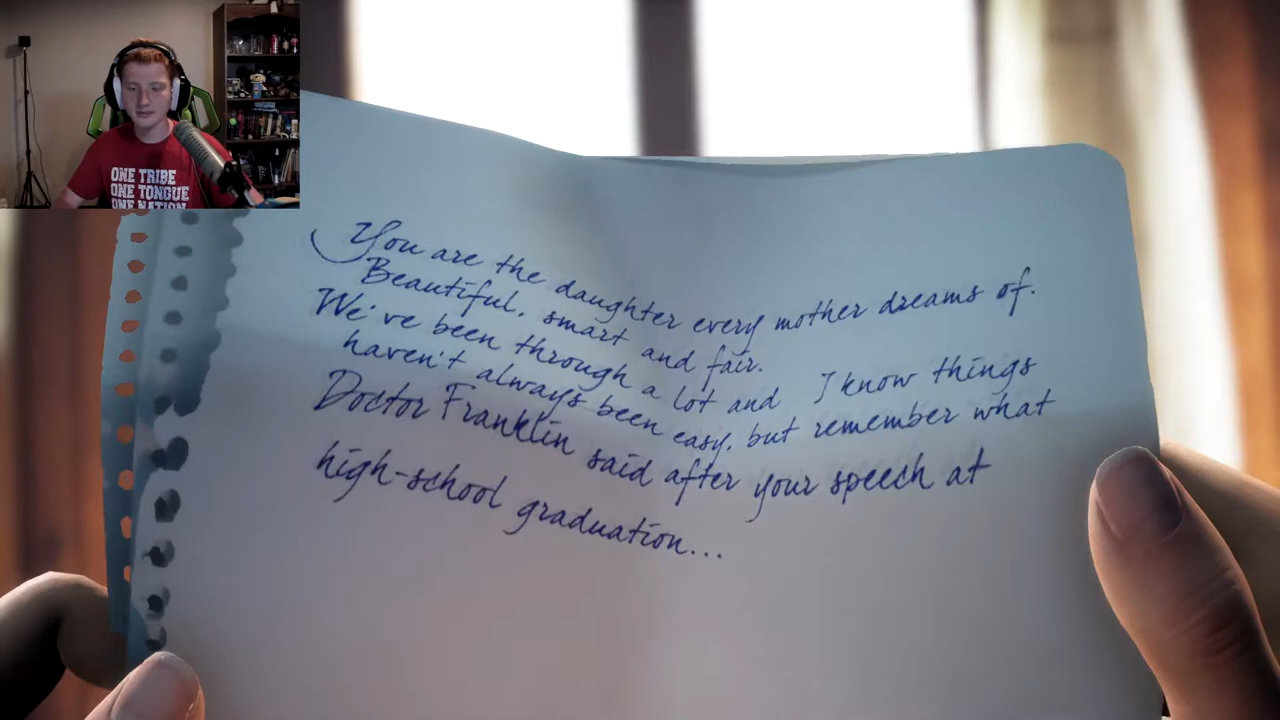 ONE TRIBE
ONE TONGUE
ONE NATION
You are the daughter every mother dreams of.
Beautiful, smart and fair.
We've been through a lot and I know things
haven't always been easy, but remember what
Doctor Franklin said after your speech at
high-school graduation...